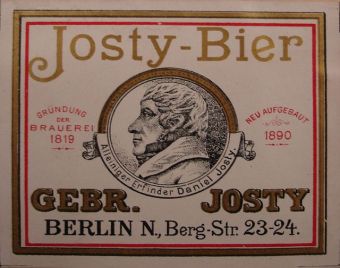 Josty-Bier
GRÜNDUNG
DER
BRAUEREI
1819
NEU AUFGEBAUT
1890
Alleiniger Erfinder Daniel Josty.
GEBR. JOSTY
BERLIN N., Berg-Str. 23-24.